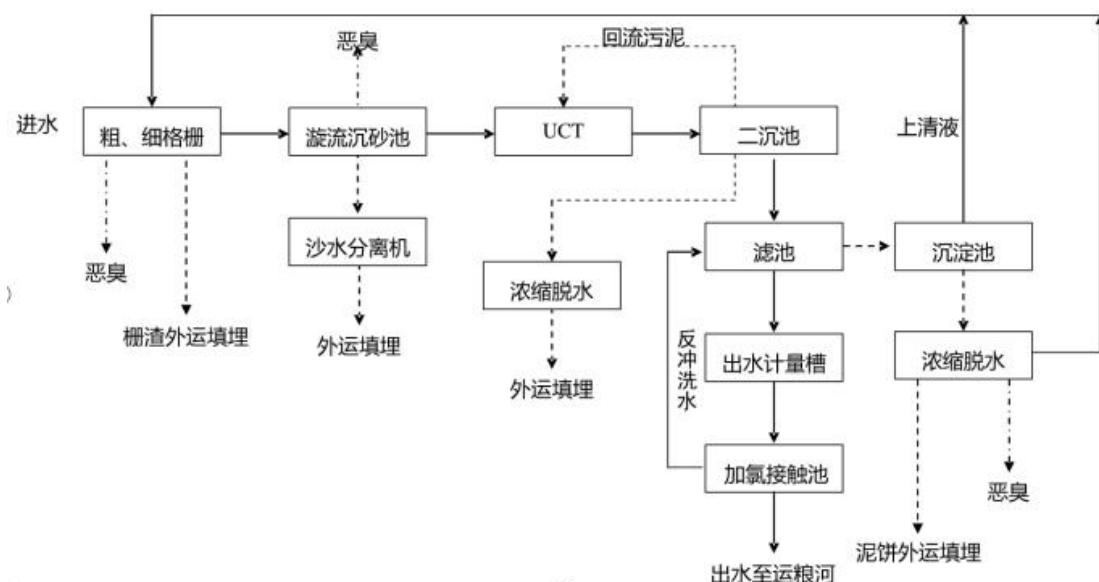 恶臭
回流污泥
进水
粗、细格栅
漩流沉砂池
UCT
二沉池
上清液
沙水分离机
滤池
沉淀池
恶臭
浓缩脱水
栅渣外运填埋
外运填埋
反冲洗水
出水计量槽
浓缩脱水
外运填埋
加氯接触池
恶臭
泥饼外运填埋
出水至运粮河